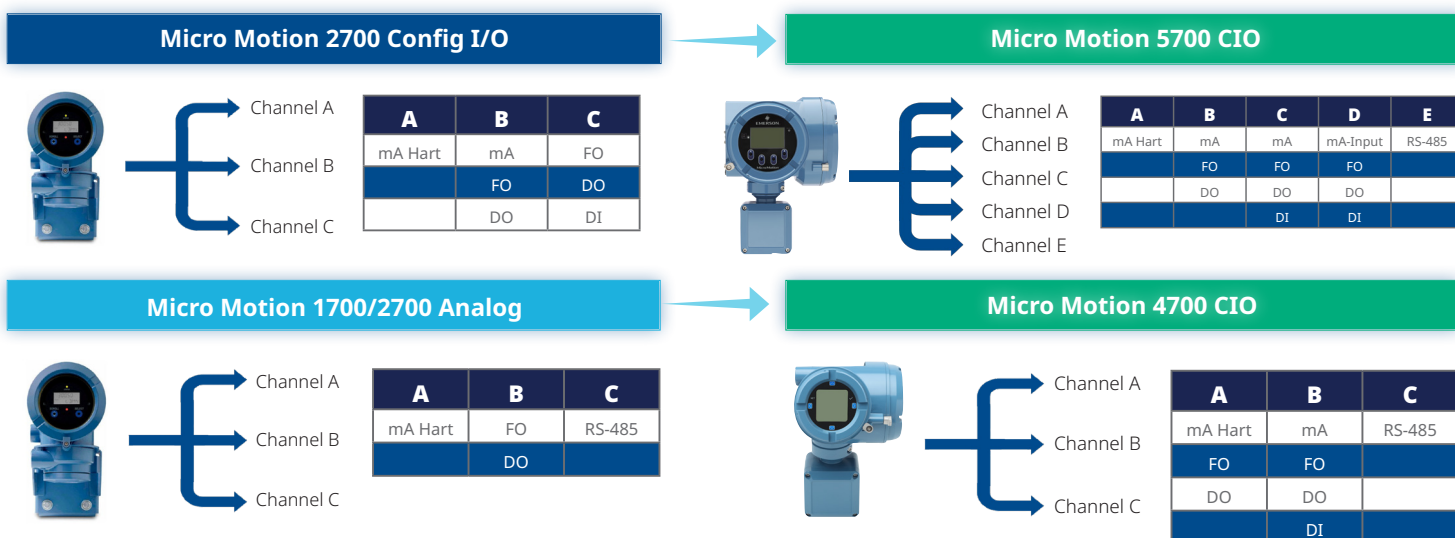 Micro Motion 2700 Config I/O
Micro Motion 5700 CIO
Channel A
Channel B
Channel C
A B C
mA Hart mA FO
FO DO
DO DI
EMERSON
Channel A
Channel B
Channel C
Channel D
Channel E
A B C D E
mA Hart mA mA mA-Input RS-485
FO FO FO
DO DO DO
DI DI
Micro Motion 1700/2700 Analog
Micro Motion 4700 CIO
Channel A
Channel B
Channel C
A B C
mA Hart FO RS-485
DO
Channel A
Channel B
Channel C
A B C
mA Hart mA RS-485
FO FO
DO DO
DI